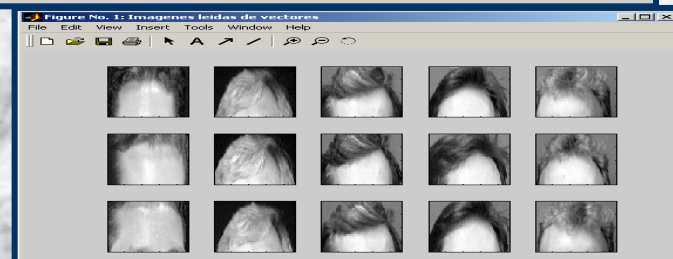 Figure No. 1: Imagenes leidas de vectores
File Edit View Insert Tools Window Help
A